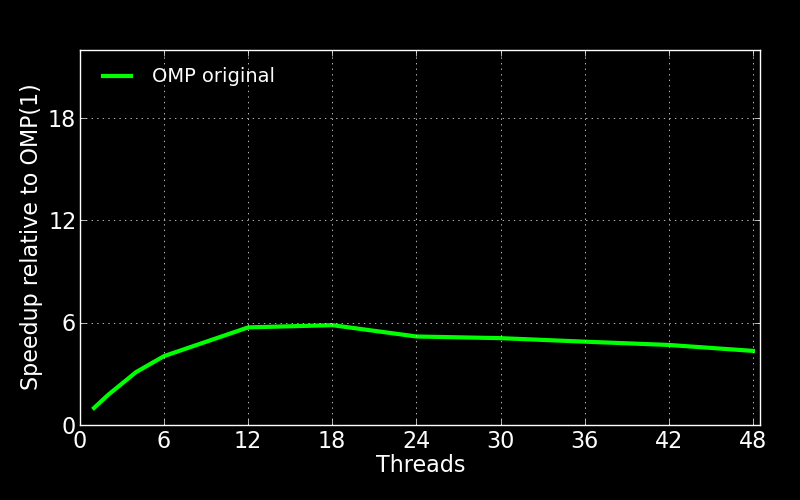 OMP original
Speedup relative to OMP(1)
18
12
6
0
0 6 12 18 24 30 36 42 48
Threads